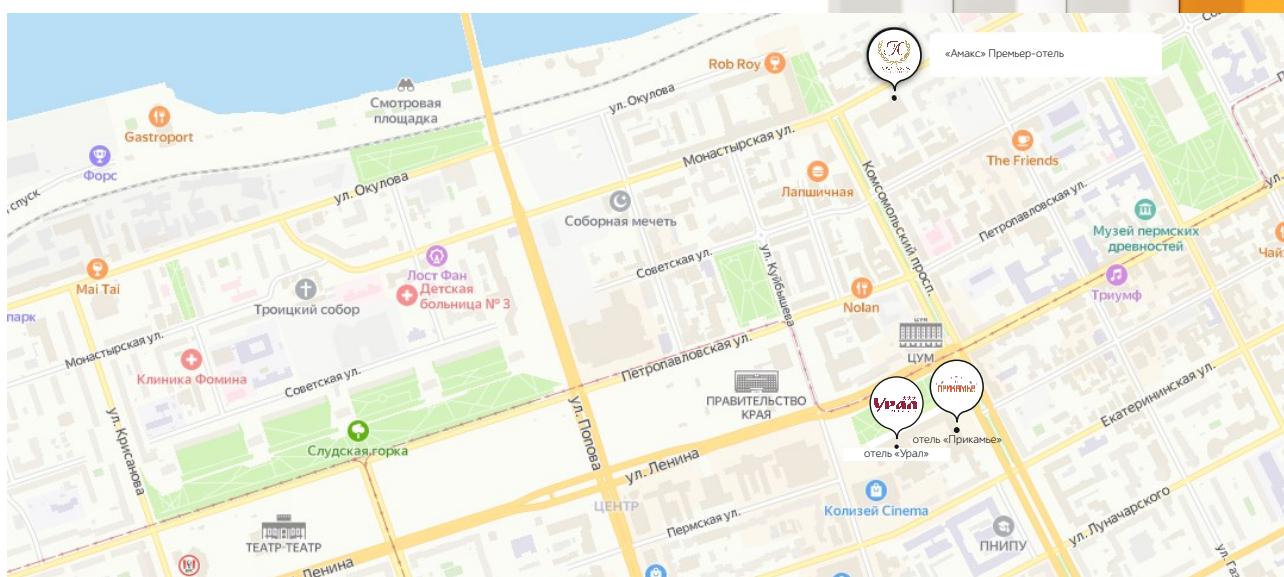 «Амакс» Премьер-отель
Rob Roy
Смотровая
площадка
ул. Окулова
Gastroport
Форс
Монастырская ул.
The Friends
Лапшичная
Комсомольский просп.
ул. Окулова
спуск
Соборная мечеть
Петропавловская ул.
Музей пермских
древностей
Чай
ул.
Советская ул.
ул. Куйбышева
Лост Фан
Mai Tai
Детская
больница № 3
Троицкий собор
Nolan
Триумф
парк
ЦУМ
ЦУМ
Монастырская ул.
Петропавловская ул.
Клиника Фомина
Советская ул.
ПРАВИТЕЛЬСТВО
КРАЯ
Урал
ПРИКАМЬЕ
Екатерининская ул.
ул. Крисанова
ул. Попова
Слудская горка
отель «Прикамье»
отель «Урал»
ул. Ленина
ЦЕНТР
Колизей Cinema
Пермская ул.
ул. Луначарского
ПНИПУ
ТЕАТР-ТЕАТР
Ленина